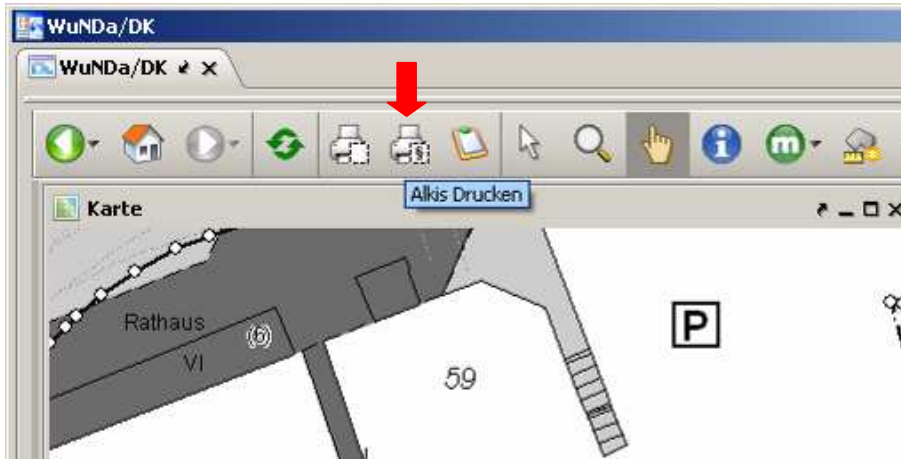 WuNDa/DK
WuNDa/DK
Alkis Drucken
Karte
Rathaus
(6)
VI
59
P